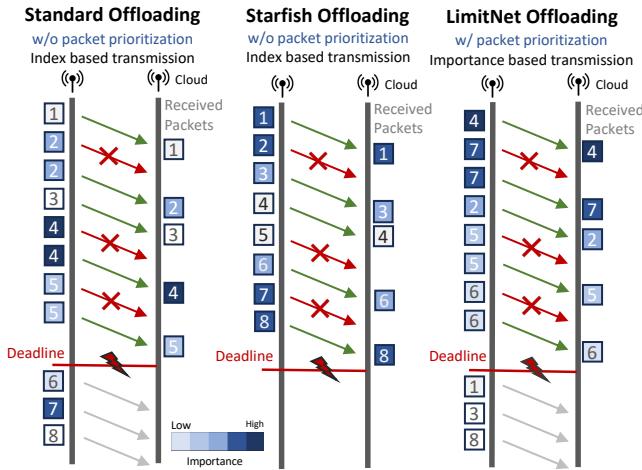 Standard Offloading
w/o packet prioritization
Index based transmission
Cloud
Received
Packets
1
2
2
3
4
4
5
5
1
2
3
4
5
Deadline
6
7
8
Low
High
Importance
Starfish Offloading
w/o packet prioritization
Index based transmission
Cloud
Received
Packets
1
2
3
4
5
6
7
8
1
3
4
6
8
LimitNet Offloading
w/ packet prioritization
Importance based transmission
Cloud
Received
Packets
4
7
7
2
5
5
6
6
4
7
2
5
6
Deadline
1
3
8